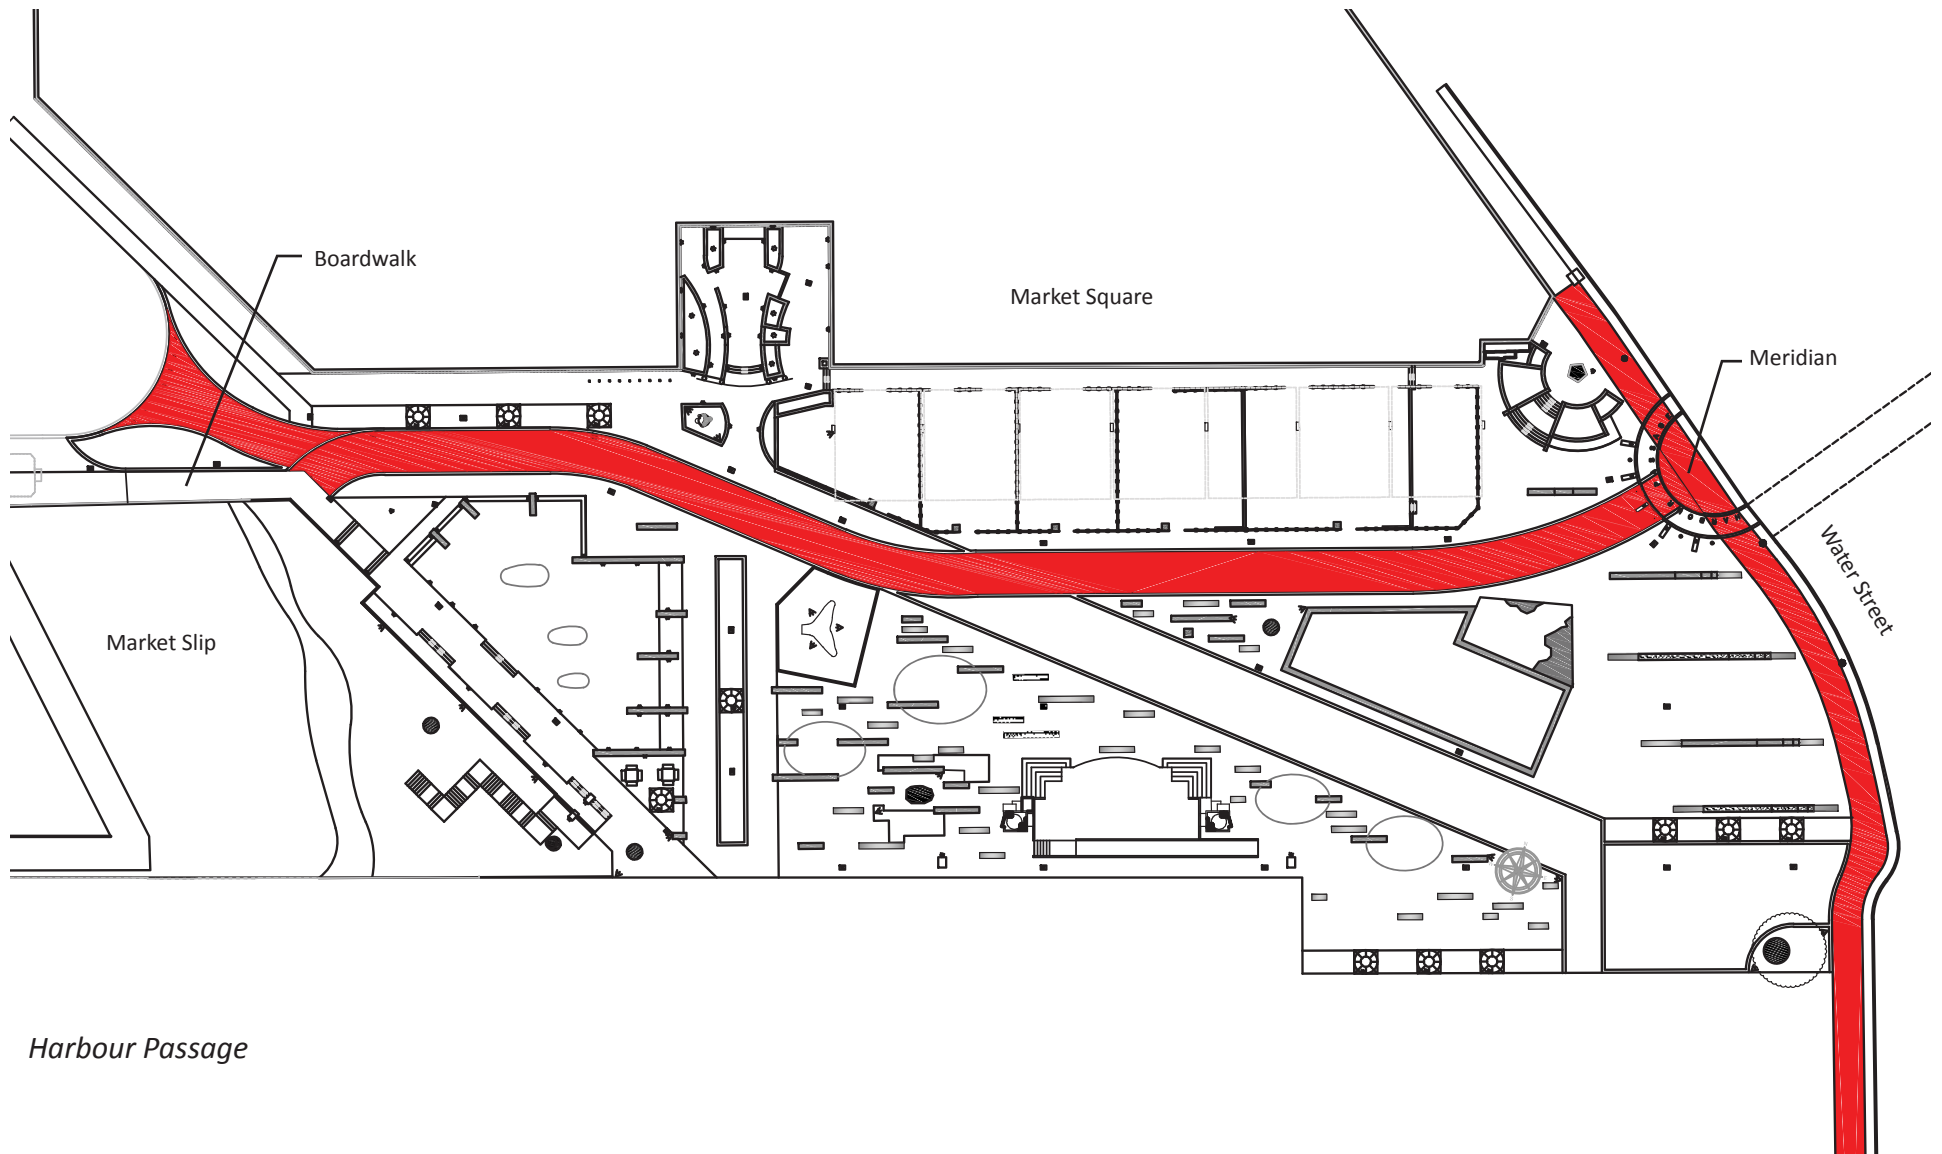 Boardwalk
Market Square
Meridian
Water Street
Market Slip
Harbour Passage